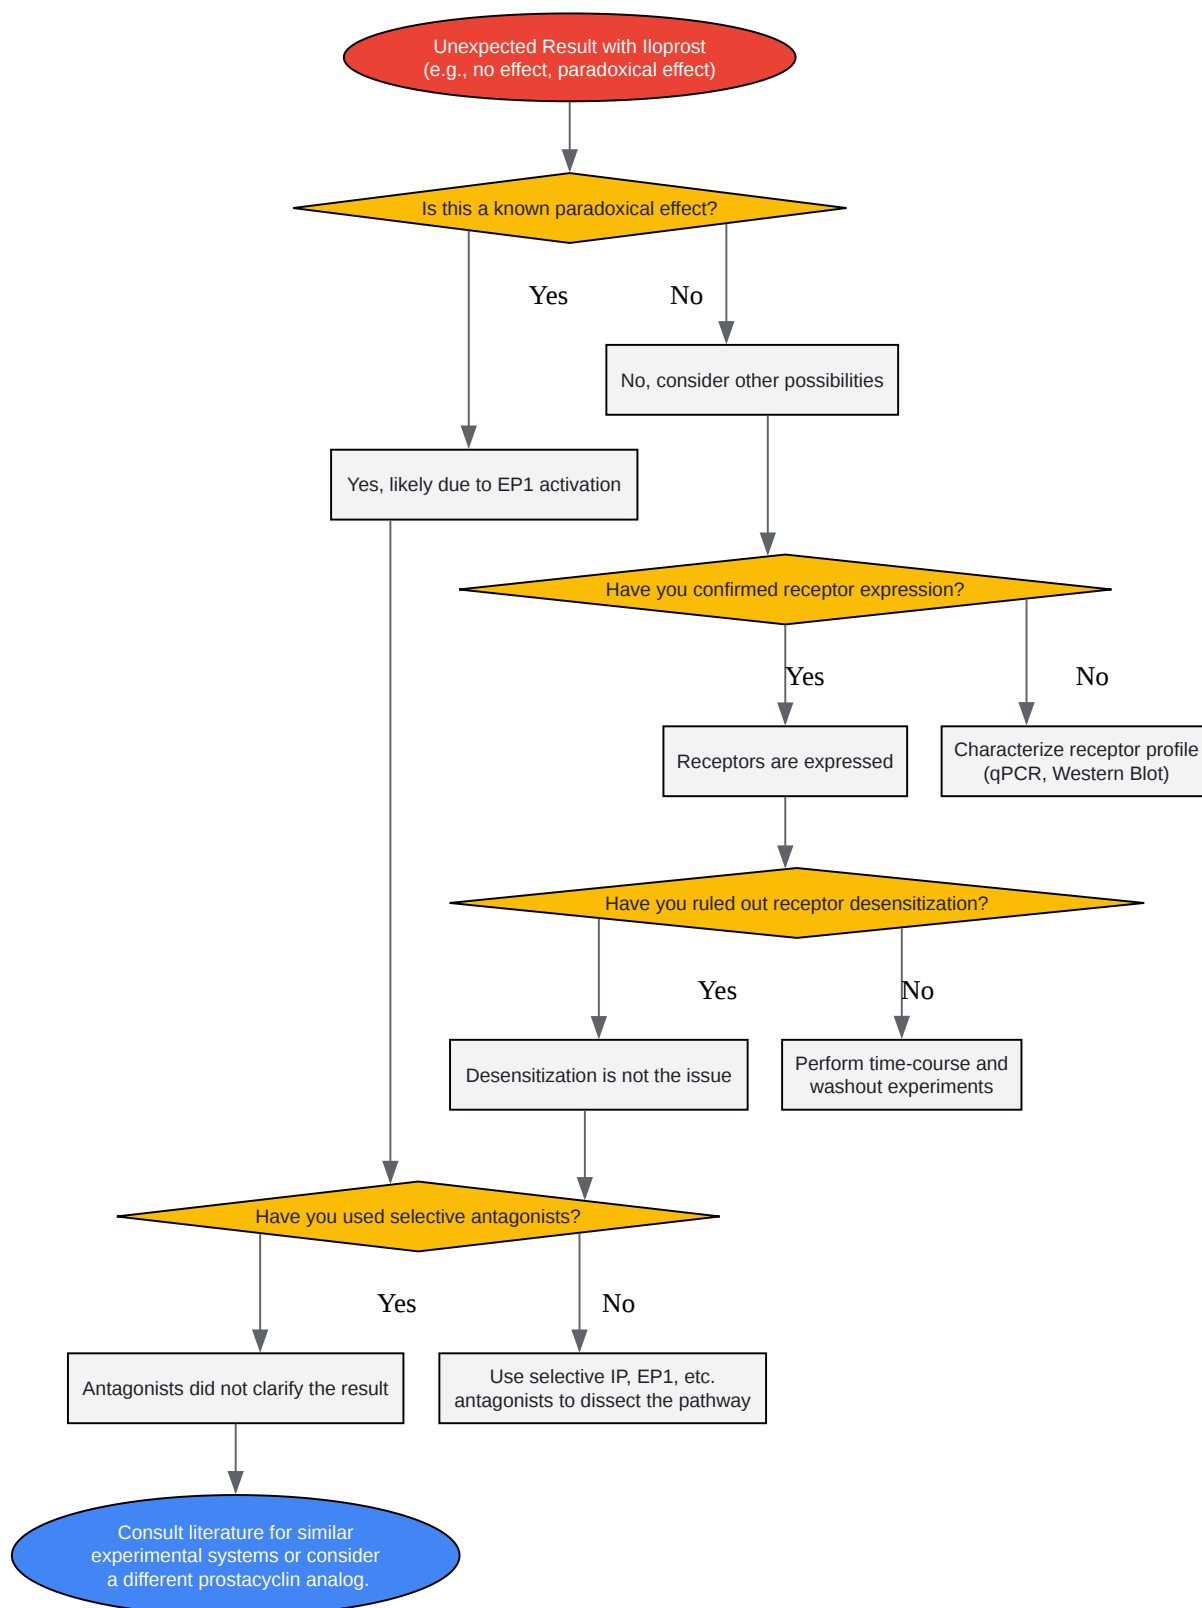 Unexpected Result with Iloprost
(e.g., no effect, paradoxical effect)
Is this a known paradoxical effect?
Yes
No
No, consider other possibilities
Yes, likely due to EP1 activation
Have you confirmed receptor expression?
Yes
No
Receptors are expressed
Characterize receptor profile
(qPCR, Western Blot)
Have you ruled out receptor desensitization?
Yes
No
Desensitization is not the issue
Perform time-course and
washout experiments
Have you used selective antagonists?
Yes
No
Antagonists did not clarify the result
Use selective IP, EP1, etc.
antagonists to dissect the pathway
Consult literature for similar
experimental systems or consider
a different prostacyclin analog.